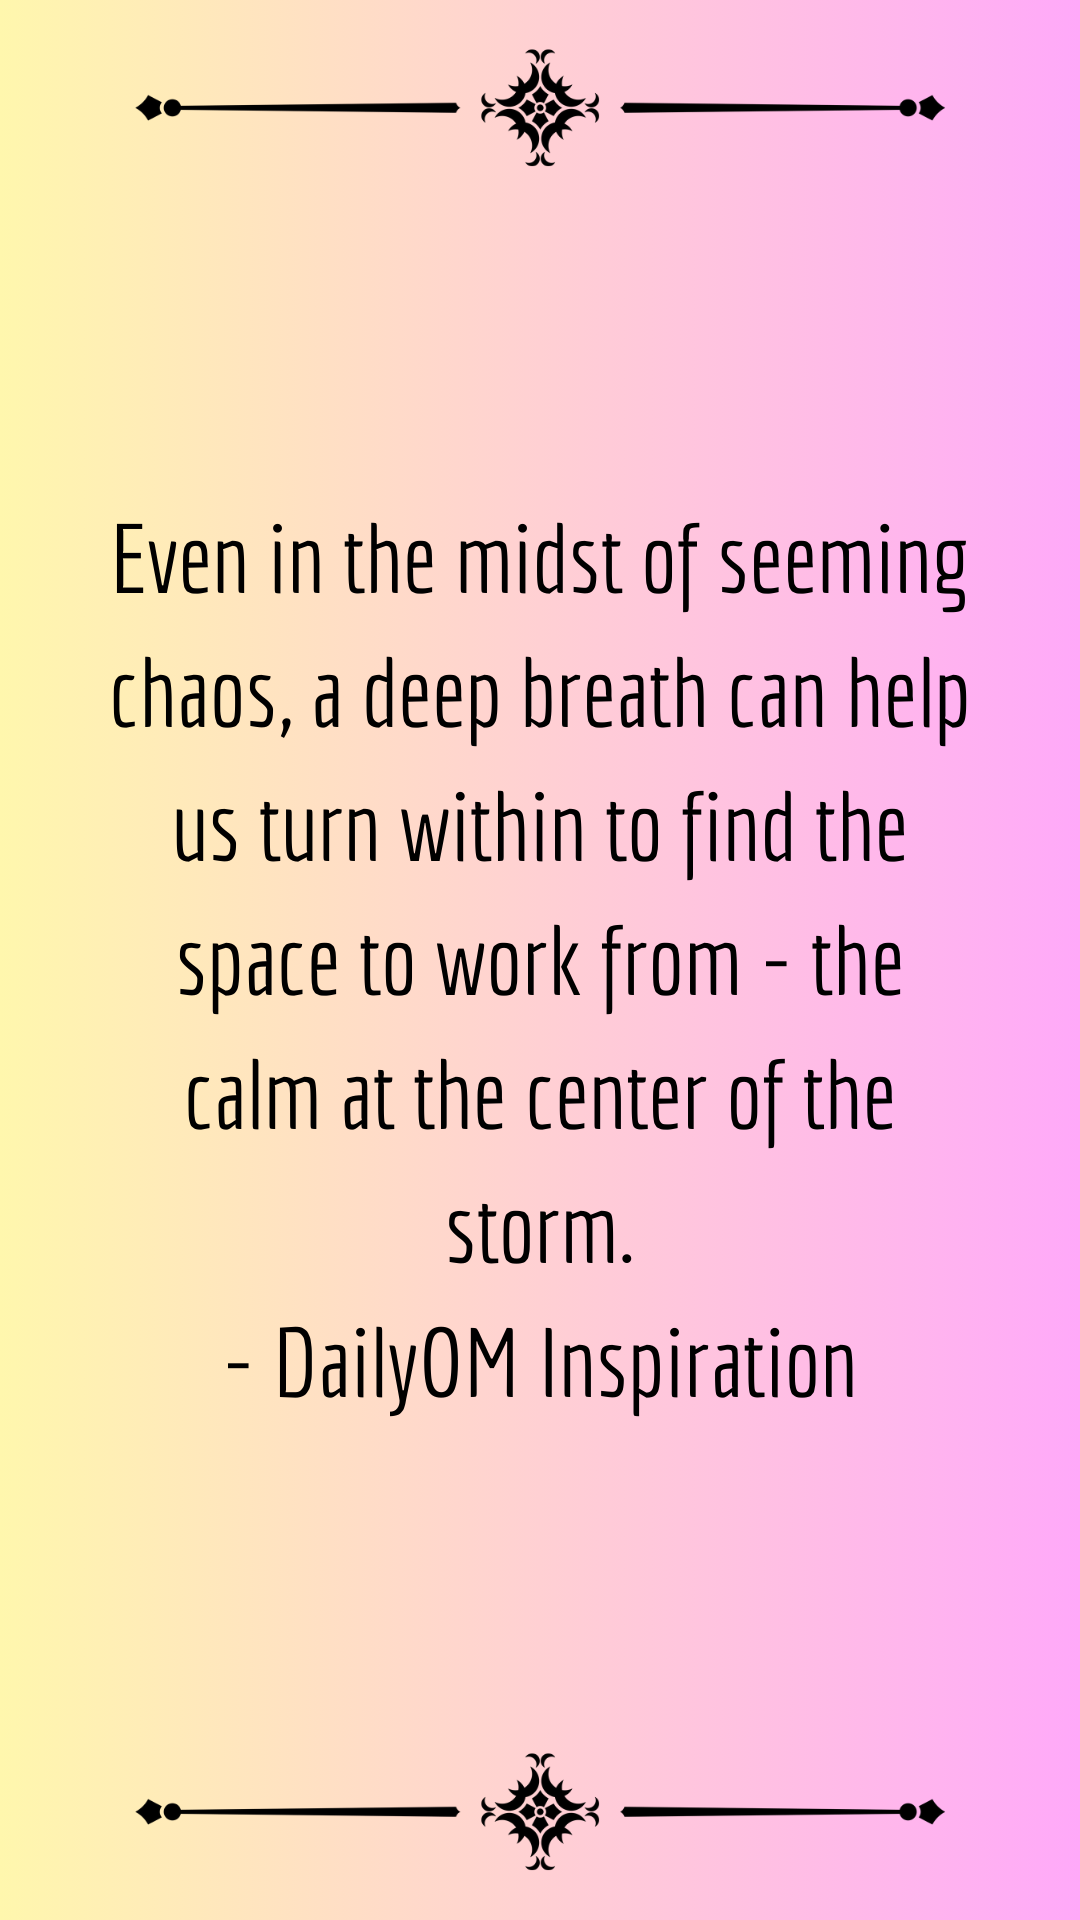 Even in the midst of seeming
chaos, a deep breath can help
us turn within to find the
space to work from - the
calm at the center of the
storm.
- DailyOM Inspiration